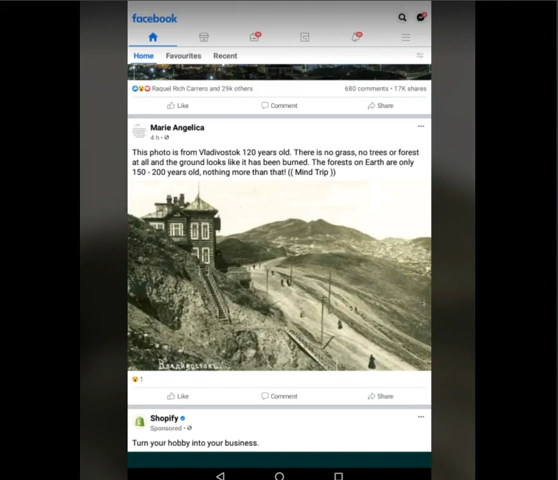 facebook
Home Favourites Recent
Raquel Rich Carrero and 29k others 680 comments • 17K shares
Like Comment Share
Marie Angelica
4 h •
This photo is from Vladivostok 120 years old. There is no grass, no trees or forest
at all and the ground looks like it has been burned. The forests on Earth are only
150 - 200 years old, nothing more than that! (( Mind Trip ))
Владивостокъ.
1
Like Comment Share
Shopify
Sponsored •
Turn your hobby into your business.